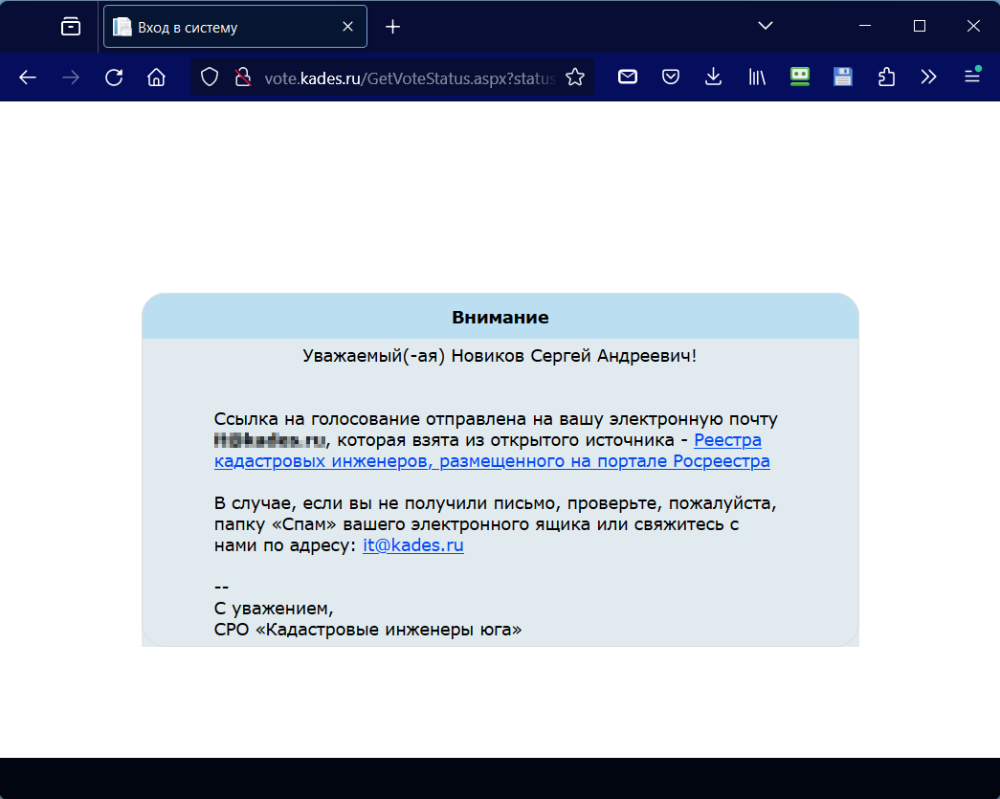 Вход в систему
vote.kades.ru/GetVoteStatus.aspx?status
Внимание
Уважаемый(-ая) Новиков Сергей Андреевич!
Ссылка на голосование отправлена на вашу электронную почту
, которая взята из открытого источника - Реестра
кадастровых инженеров, размещенного на портале Росреестра
В случае, если вы не получили письмо, проверьте, пожалуйста,
папку «Спам» вашего электронного ящика или свяжитесь с
нами по адресу: it@kades.ru
--
С уважением,
СРО «Кадастровые инженеры юга»